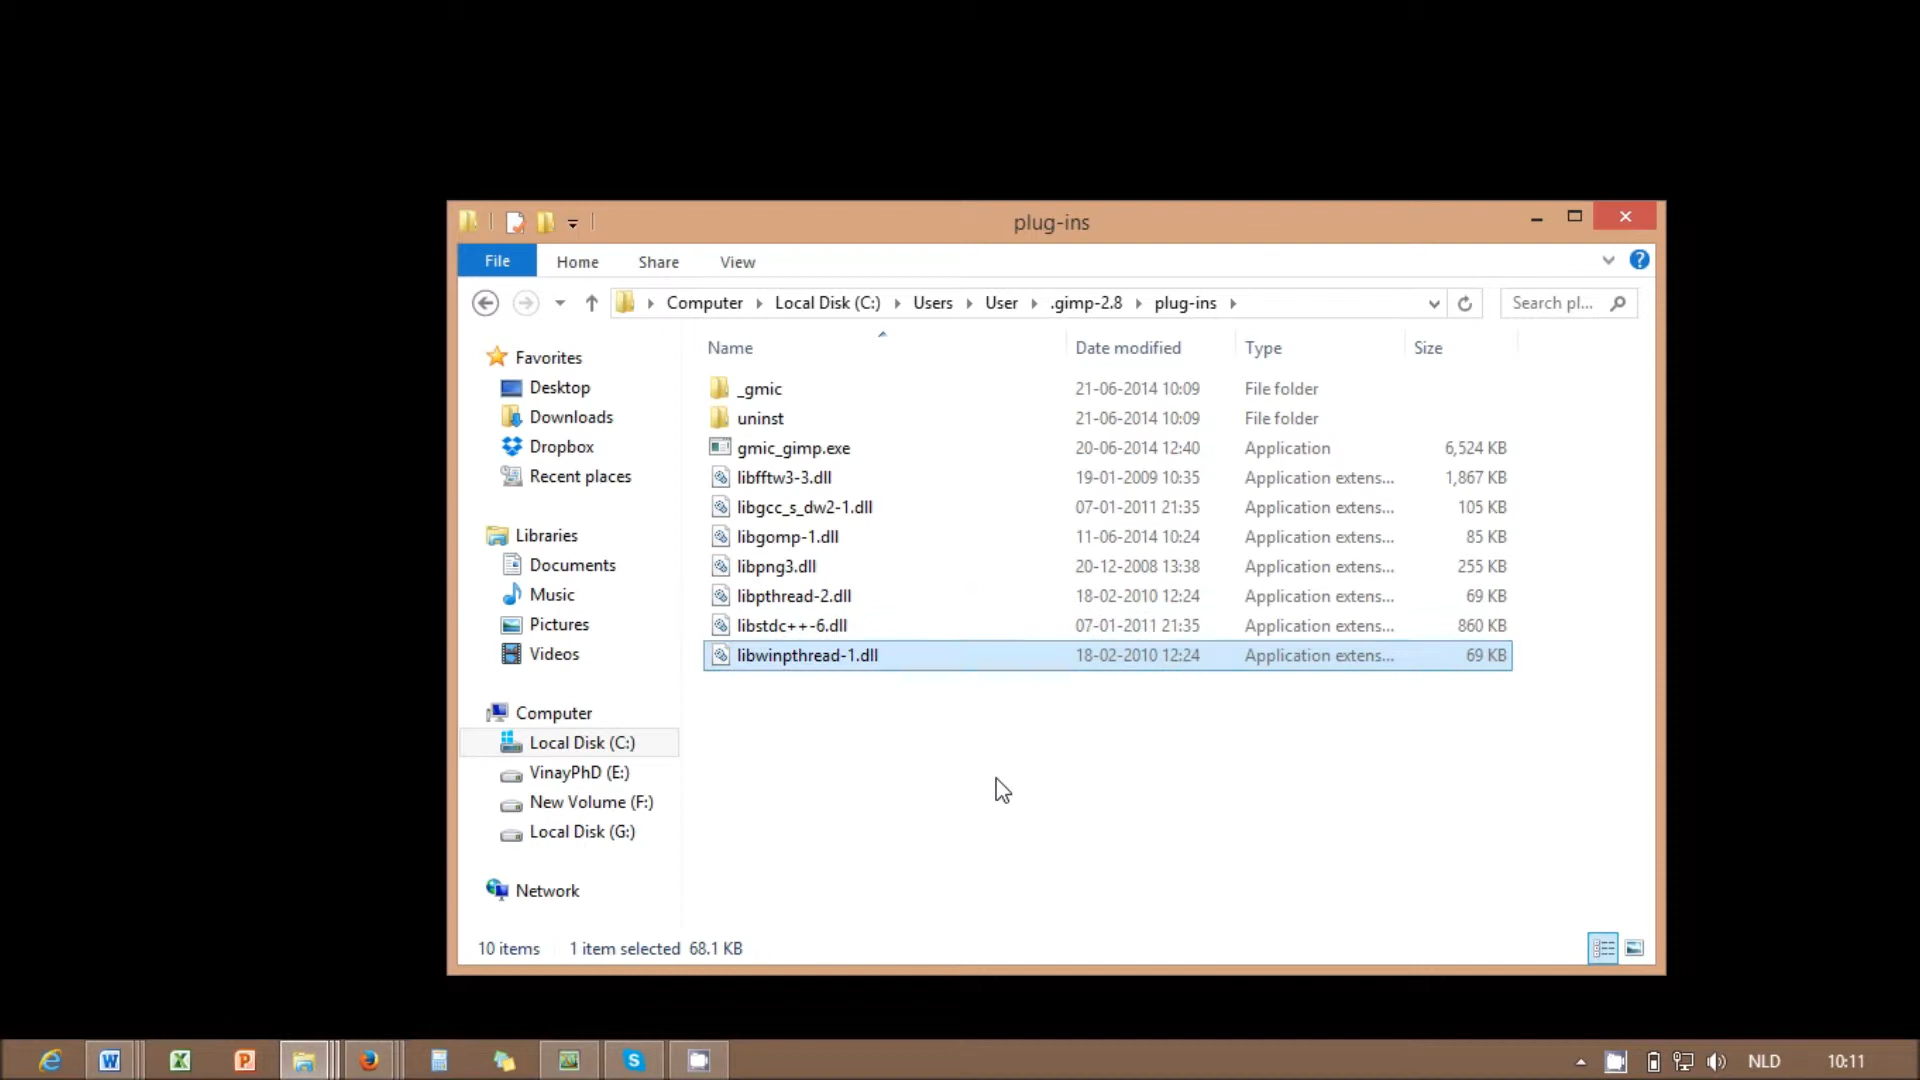 plug-ins
File Home Share View
Computer Local Disk (C:) Users User .gimp-2.8 plug-ins Search pl...
Name Date modified Type Size
Favorites
Desktop
Downloads
Dropbox
Recent places
Libraries
Documents
Music
Pictures
Videos
Computer
Local Disk (C:)
VinayPhD (E:)
New Volume (F:)
Local Disk (G:)
Network
_gmic 21-06-2014 10:09 File folder
uninst 21-06-2014 10:09 File folder
gmic_gimp.exe 20-06-2014 12:40 Application 6,524 KB
libfftw3-3.dll 19-01-2009 10:35 Application extens... 1,867 KB
libgcc_s_dw2-1.dll 07-01-2011 21:35 Application extens... 105 KB
libgomp-1.dll 11-06-2014 10:24 Application extens... 85 KB
libpng3.dll 20-12-2008 13:38 Application extens... 255 KB
libpthread-2.dll 18-02-2010 12:24 Application extens... 69 KB
libstdc++-6.dll 07-01-2011 21:35 Application extens... 860 KB
libwinpthread-1.dll 18-02-2010 12:24 Application extens... 69 KB
10 items 1 item selected 68.1 KB
NLD 10:11